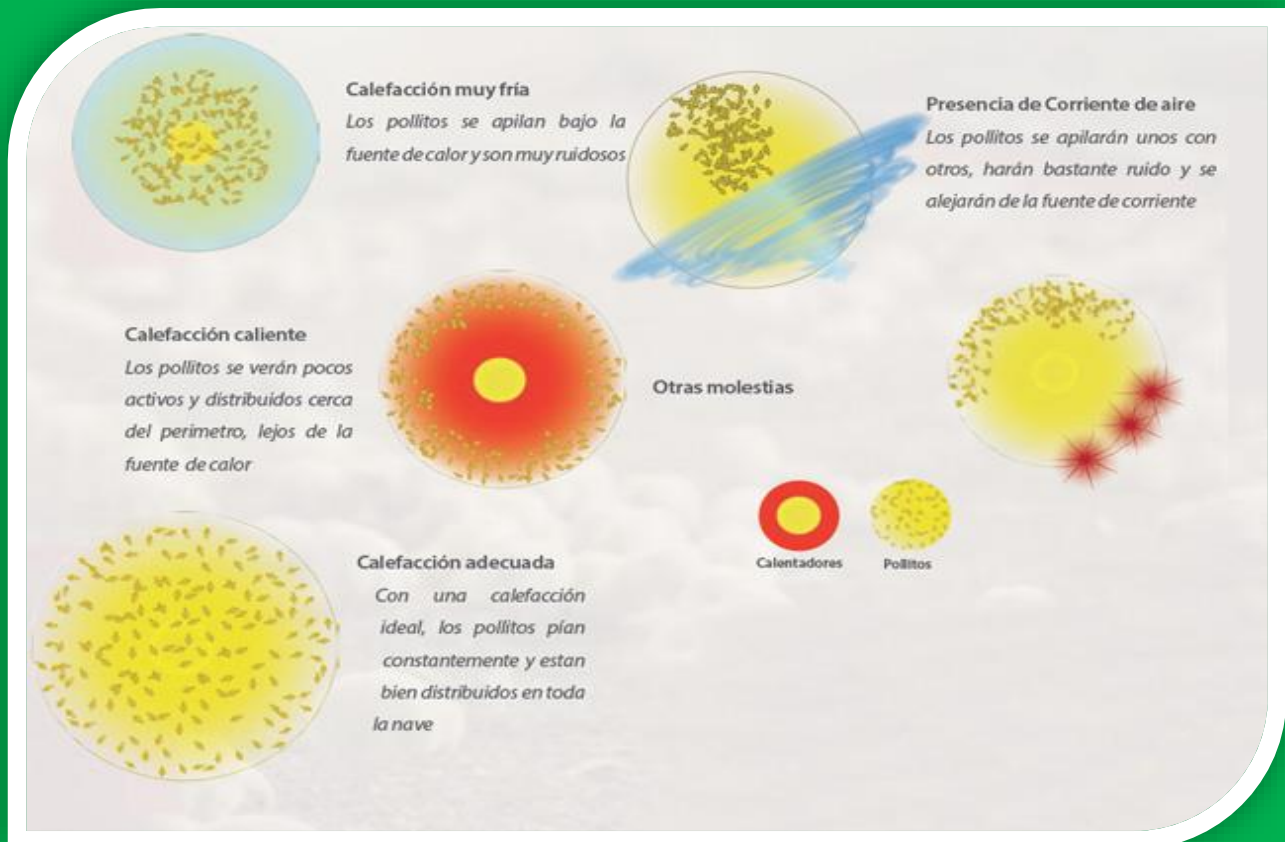 Calefacción muy fría
Los pollitos se apilan bajo la
fuente de calor y son muy ruidosos
Presencia de Corriente de aire
Los pollitos se apilarán unos con
otros, harán bastante ruido y se
alejarán de la fuente de corriente
Calefacción caliente
Los pollitos se verán pocos
activos y distribuidos cerca
del perimetro, lejos de la
fuente de calor
Otras molestias
Calentadores
Pollitos
Calefacción adecuada
Con una calefacción
ideal, los pollitos pían
constantemente y estan
bien distribuidos en toda
la nave